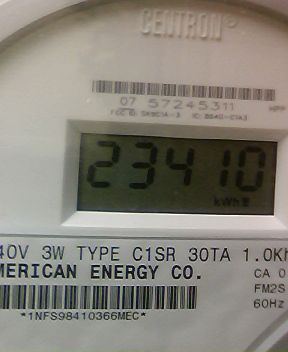 CENTRON®
07 57245311
23410
kWh
40V 3W TYPE C1SR 30TA 1.0Kh
MERICAN ENERGY CO.
CA 0
FM2S
60Hz
*1NFS98410366MEC*